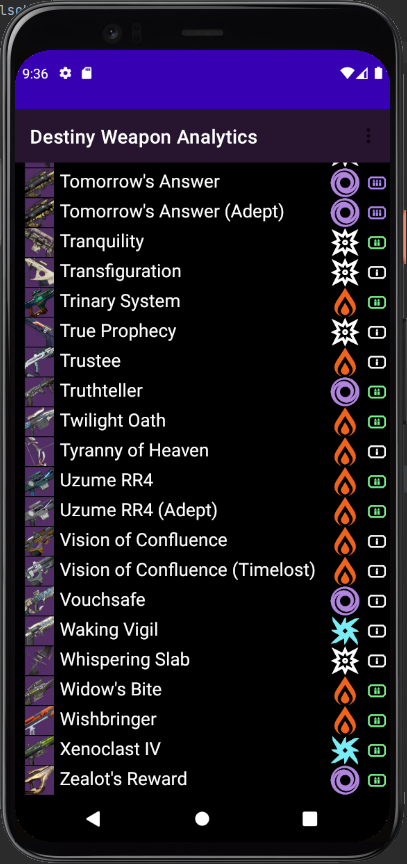 9:36
Destiny Weapon Analytics
Tomorrow's Answer
Tomorrow's Answer (Adept)
Tranquility
Transfiguration
Trinary System
True Prophecy
Trustee
Truthteller
Twilight Oath
Tyranny of Heaven
Uzume RR4
Uzume RR4 (Adept)
Vision of Confluence
Vision of Confluence (Timelost)
Vouchsafe
Waking Vigil
Whispering Slab
Widow's Bite
Wishbringer
Xenoclast IV
Zealot's Reward